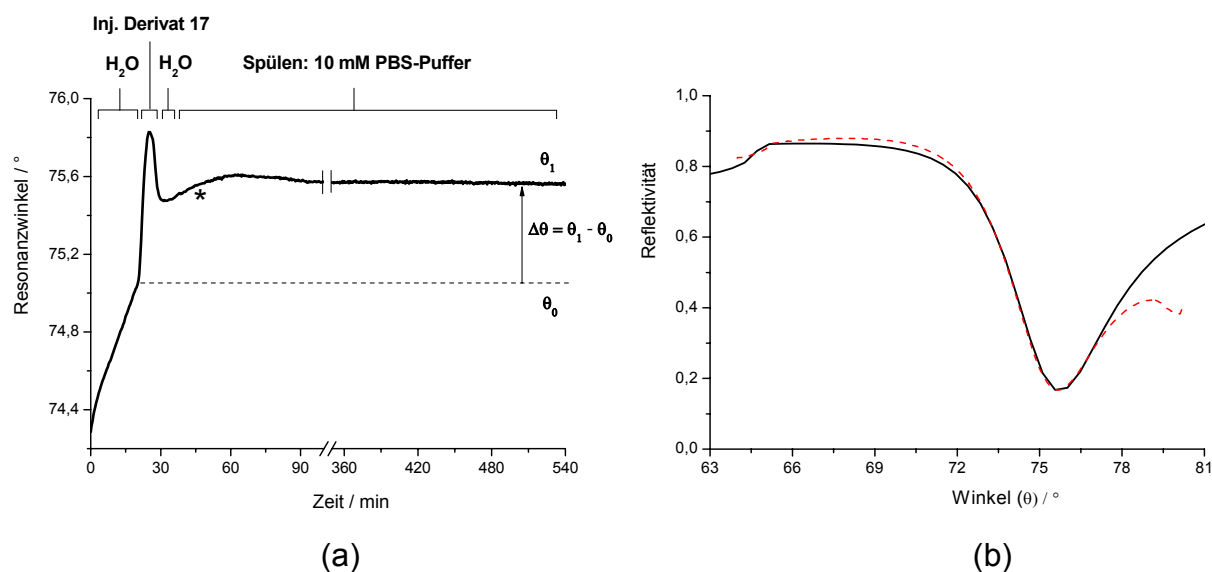 Inj. Derivat 17
H₂O
H₂O
Spülen: 10 mM PBS-Puffer
76,0
75,6
75,2
74,8
74,4
Resonanzwinkel / °
θ₁
*
Δθ = θ₁ - θ₀
θ₀
0 30 60 90 360 420 480 540
Zeit / min
(a)
1,0
0,8
0,6
0,4
0,2
0,0
Reflektivität
63 66 69 72 75 78 81
Winkel (θ) / °
(b)